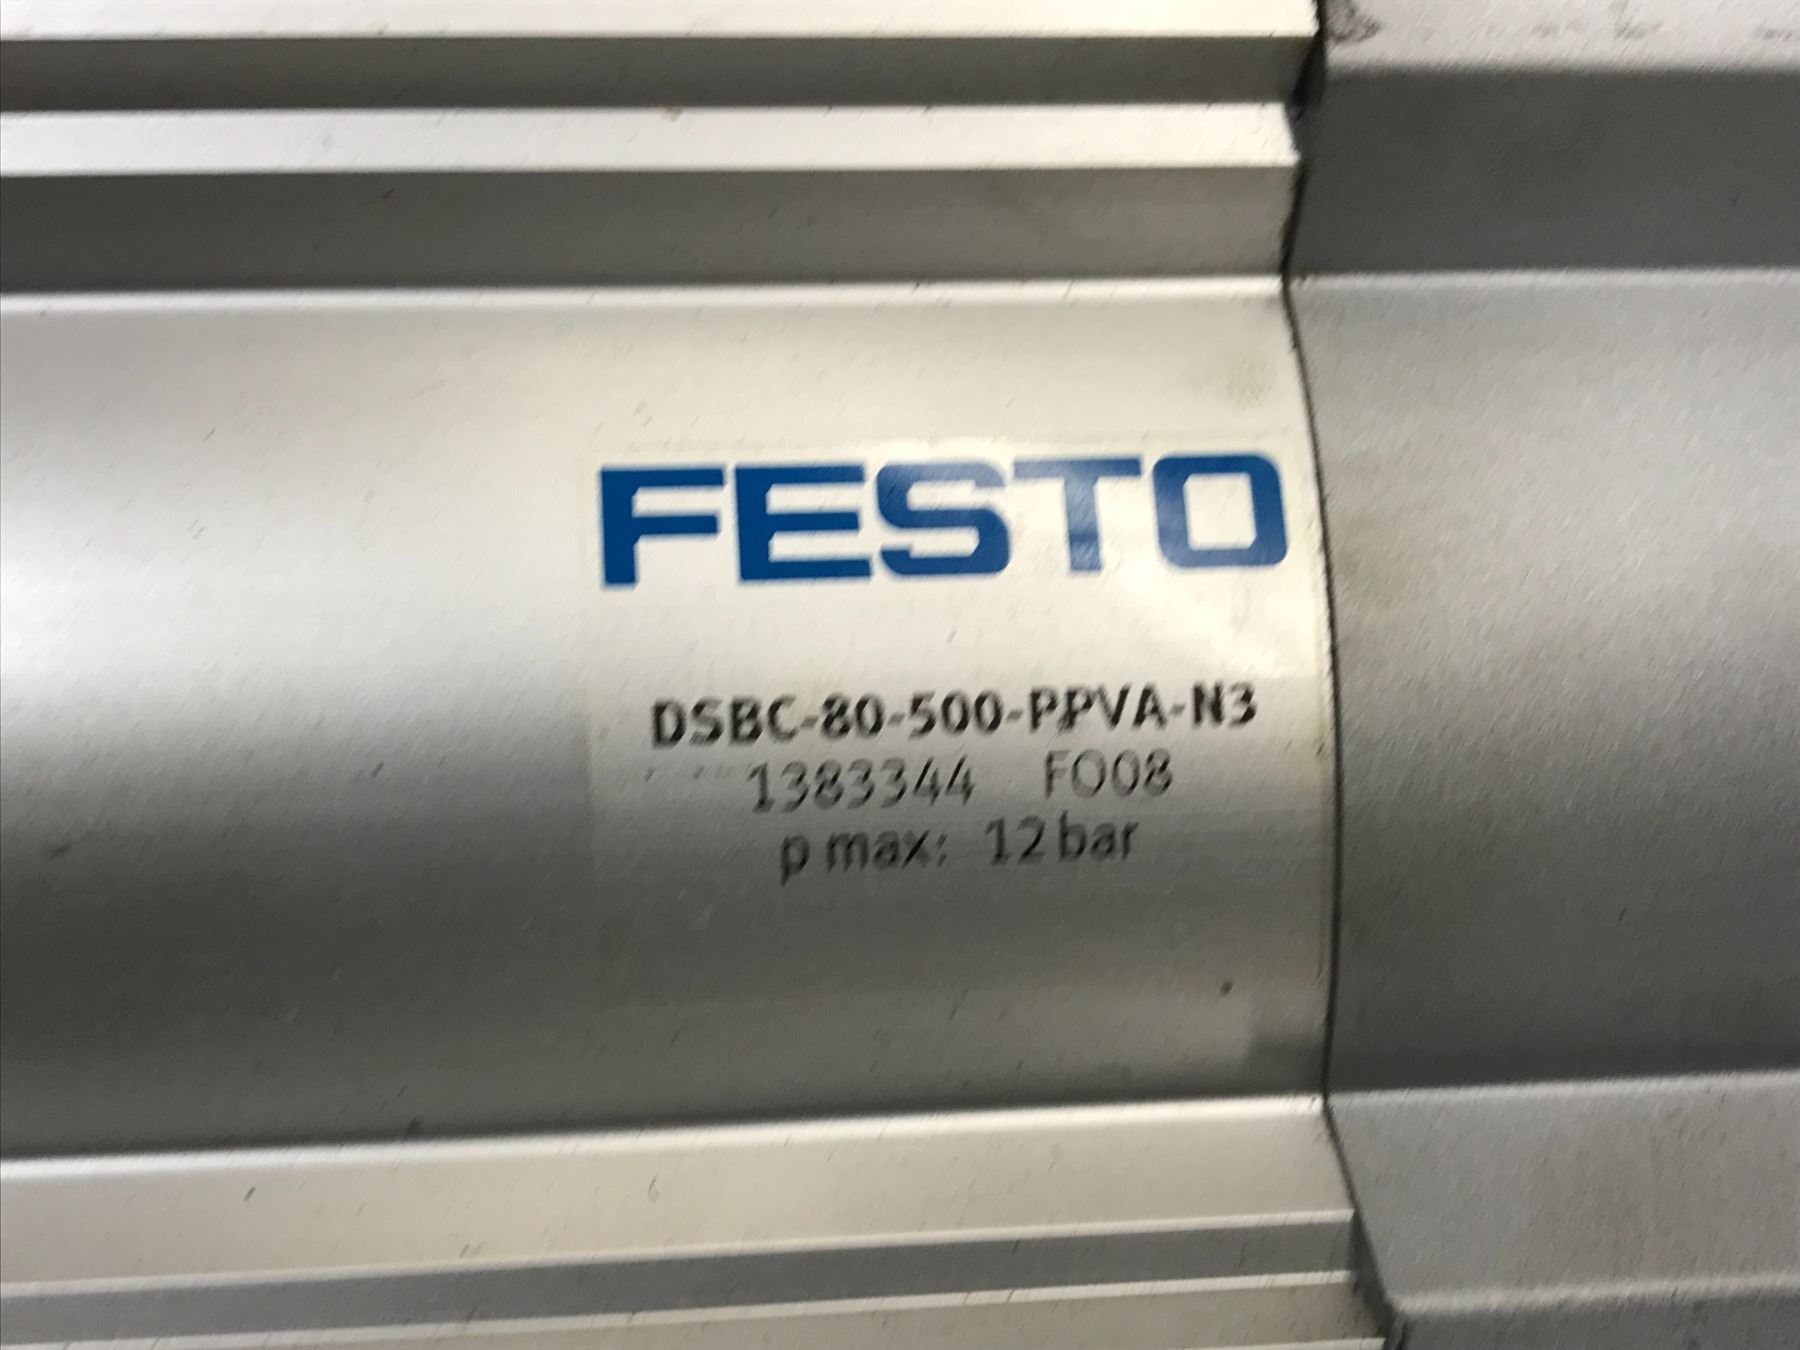 FESTO
DSBC-80-500-PPVA-N3
1383344 FO08
p max: 12 bar